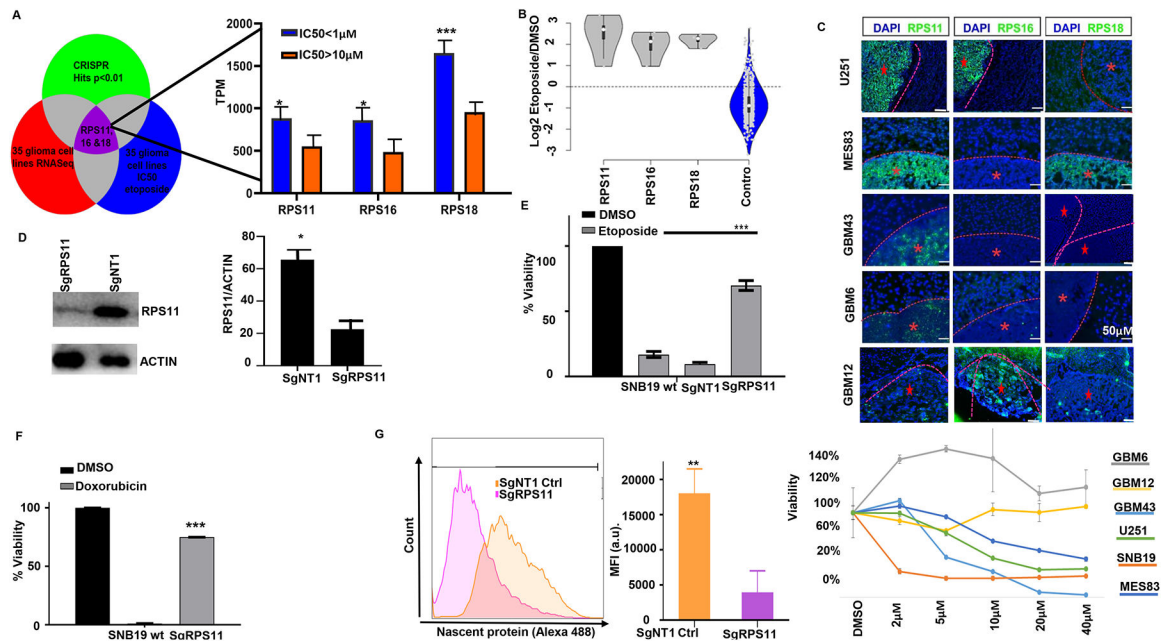 A
CRISPR
Hits p<0.01
RPS11,
16 &18
35 glioma cell
lines RNASeq
35 glioma
cell lines
IC50
etoposide
TPM
2000
1500
1000
500
0
IC50<1μM
IC50>10μM
*
*
***
RPS11
RPS16
RPS18
B
Log2 Etoposide/DMSO
3
2
1
0
-1
-2
-3
RPS11
RPS16
RPS18
Contro
C
DAPI RPS11
DAPI RPS16
DAPI RPS18
U251
MES83
GBM43
GBM6
GBM12
50μM
D
SgRPS11
SgNT1
RPS11
ACTIN
RPS11/ACTIN
80
60
40
20
0
*
SgNT1
SgRPS11
E
DMSO
Etoposide
***
% Viability
100
50
0
SNB19 wt
SgNT1
SgRPS11
F
DMSO
Doxorubicin
***
% Viability
100
50
0
SNB19 wt
SgRPS11
G
SgNT1 Ctrl
SgRPS11
Count
Nascent protein (Alexa 488)
MFI (a.u).
20000
15000
10000
5000
0
**
SgNT1 Ctrl
SgRPS11
Viability
140%
100%
60%
20%
0%
DMSO
2μM
5μM
10μM
20μM
40μM
GBM6
GBM12
GBM43
U251
SNB19
MES83